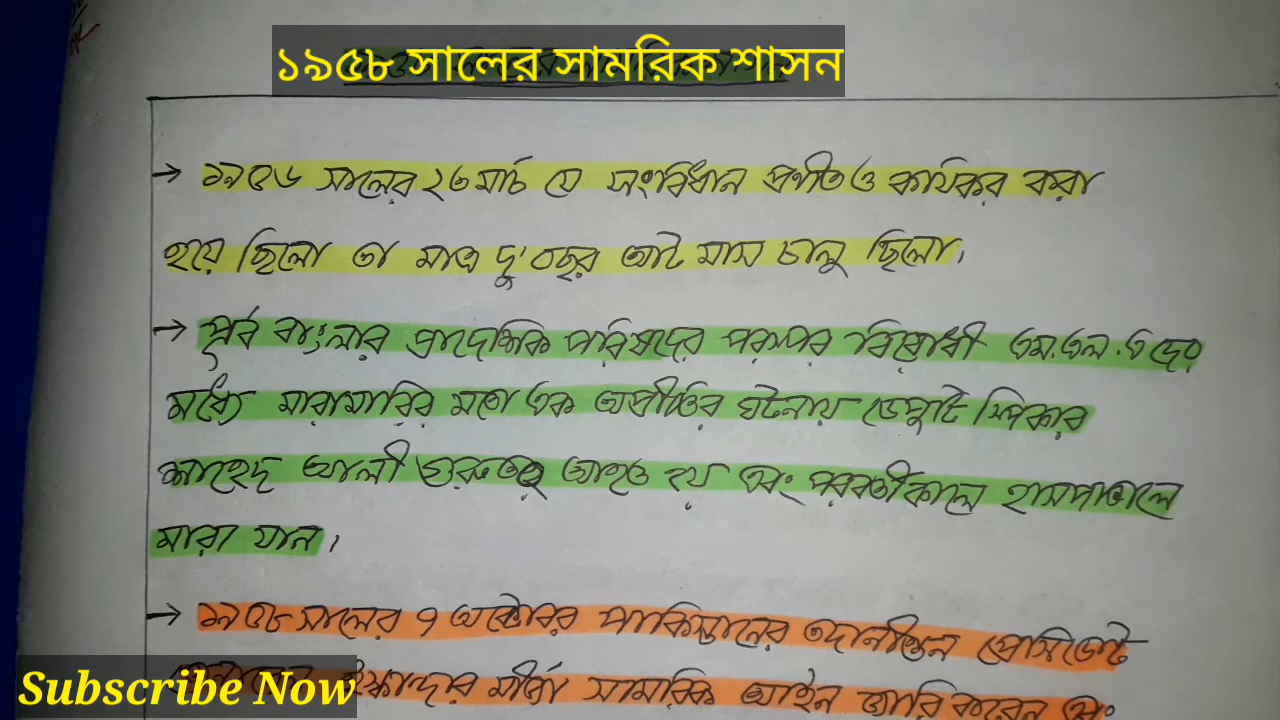 ১৯৫৮ সালের সামরিক শাসন
→ ১৯৫৬ সালের ২৩ মার্চ যে সংবিধান প্রণীত ও কার্যকর করা
হয়ে ছিলো তা মাত্র দু'বছর আট মাস চালু ছিলো।
→ পূর্ব বাংলার প্রাদেশিক পরিষদের পরস্পর বিরোধী এম.এল.এ দের
মধ্যে মারামারির মতো এক অপ্রীতির ঘটনায় ডেপুটি স্পিকার
শাহেদ আলী গুরুতর আহত হয় এবং পরবর্তীকালে হাসপাতালে
মারা যান।
→ ১৯৫৮ সালের ৭ অক্টোবর পাকিস্তানের তদানীন্তন প্রেসিডেন্ট
ইস্কান্দার মীর্জা সামরিক আইন জারি করেন এবং
Subscribe Now